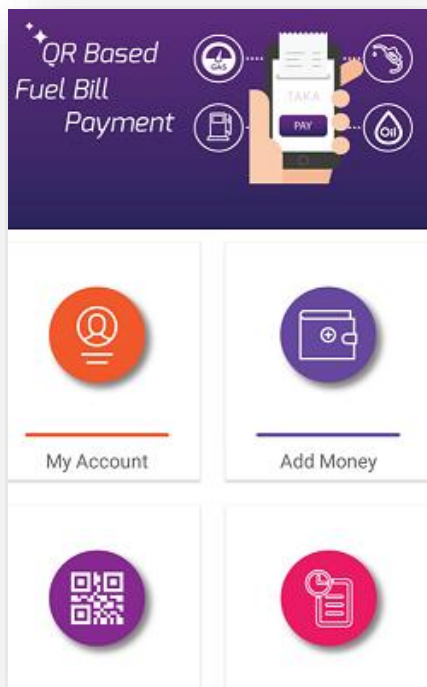 QR Based
Fuel Bill
Payment
GAS
TAKA
PAY
Oil
My Account
Add Money